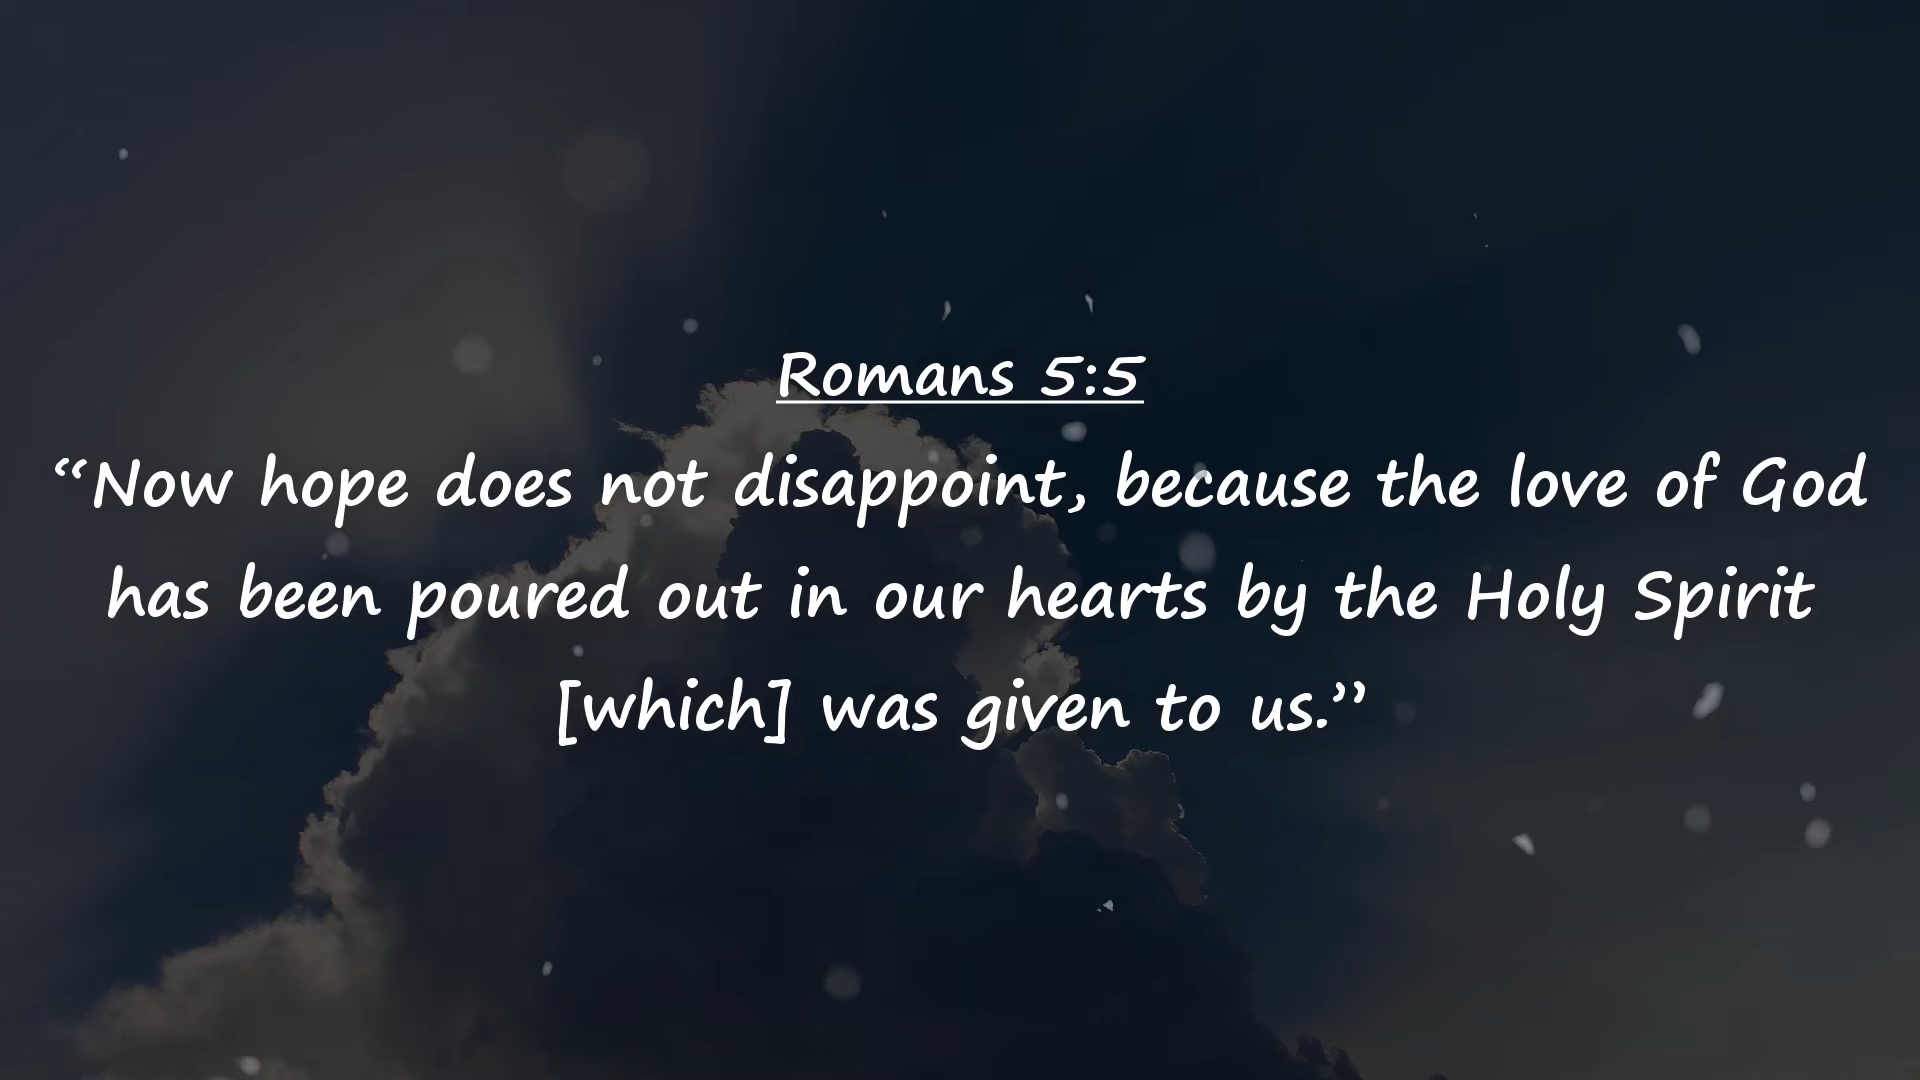 Romans 5:5
“Now hope does not disappoint, because the love of God
has been poured out in our hearts by the Holy Spirit
[which] was given to us.”